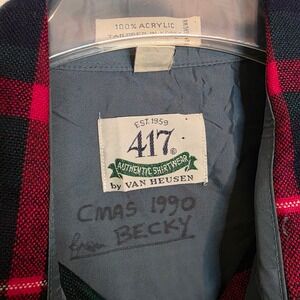 100% ACRYLIC
EST. 1959
417®
AUTHENTIC SHIRTWEAR
by VAN HEUSEN
CMAS 1990
from BECKY